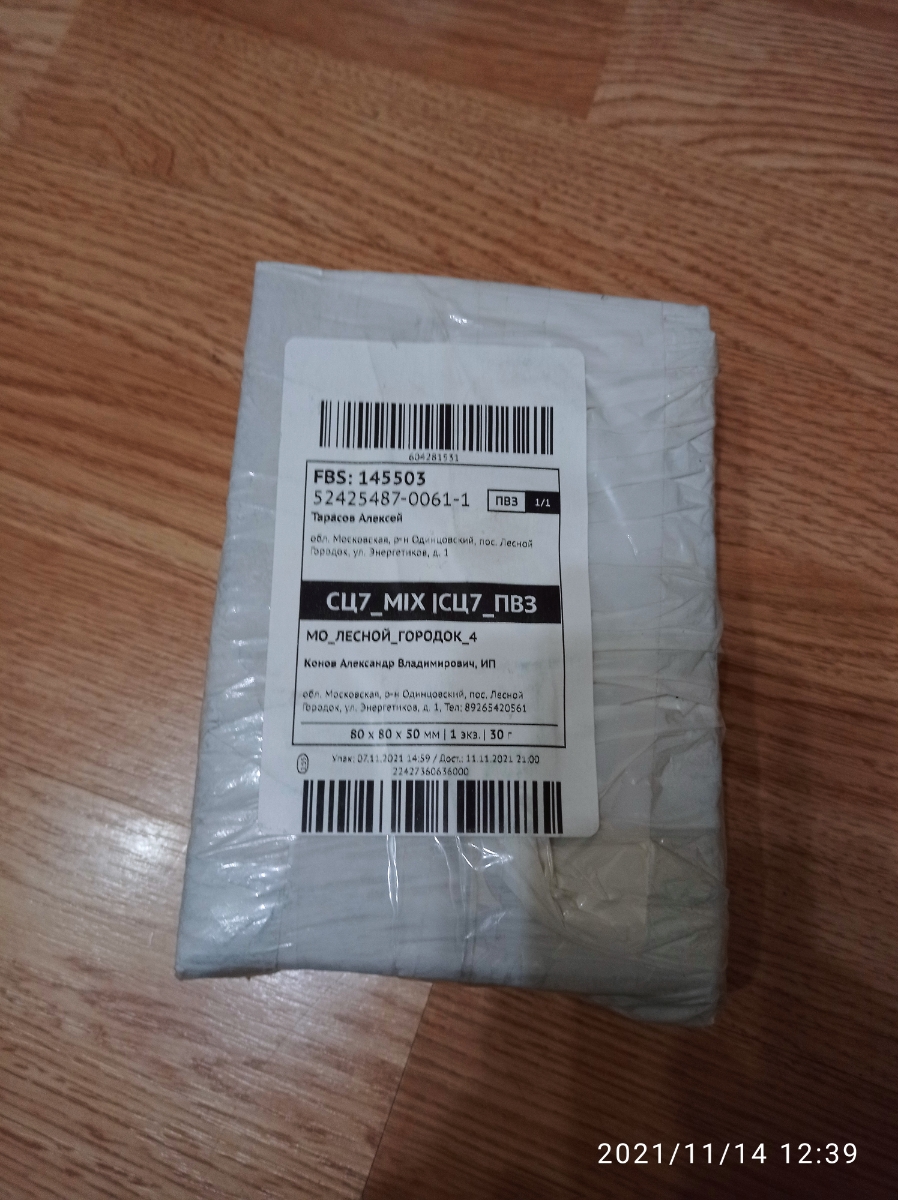 604281531
FBS: 145503
52425487-0061-1
ПВЗ 1/1
Тарасов Алексей
обл. Московская, р-н Одинцовский, пос. Лесной
Городок, ул. Энергетиков, д. 1
СЦ7_MIX |СЦ7_ПВЗ
МО_ЛЕСНОЙ_ГОРОДОК_4
Конов Александр Владимирович, ИП
обл. Московская, р-н Одинцовский, пос. Лесной
Городок, ул. Энергетиков, д. 1, Тел: 89265420561
80 x 80 x 50 мм | 1 экз. | 30 г
Упак: 07.11.2021 14:59 / Дост.: 11.11.2021 21:00
22427360636000
2021/11/14 12:39